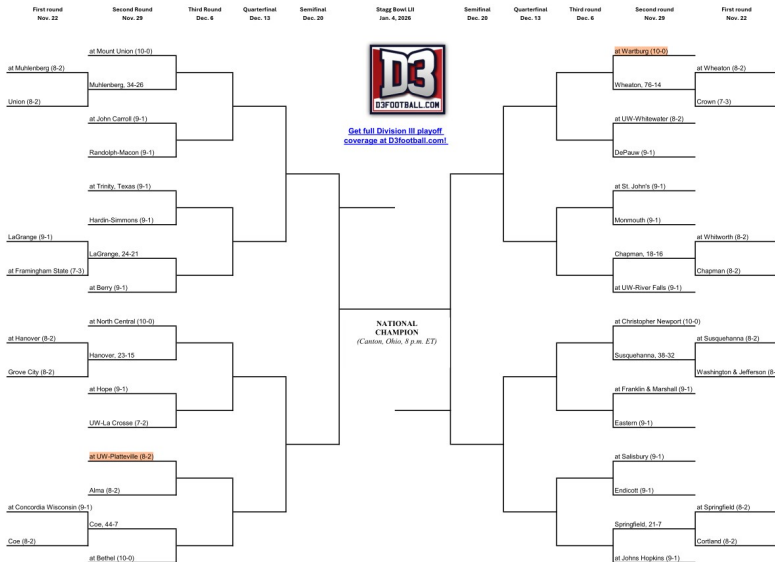 First round
Nov. 22
Second Round
Nov. 29
Third Round
Dec. 6
Quarterfinal
Dec. 13
Semifinal
Dec. 20
Stagg Bowl LII
Jan. 4, 2026
Semifinal
Dec. 20
Quarterfinal
Dec. 13
Third round
Dec. 6
Second Round
Nov. 29
First round
Nov. 22
at Mount Union (10-0)
at Muhlenberg (8-2)
Muhlenberg, 34-26
Union (8-2)
at John Carroll (9-1)
Randolph-Macon (9-1)
at Trinity, Texas (9-1)
Hardin-Simmons (9-1)
LaGrange (9-1)
LaGrange, 24-21
at Framingham State (7-3)
at Berry (9-1)
at North Central (10-0)
at Hanover (8-2)
Hanover, 23-15
Grove City (8-2)
at Hope (9-1)
UW-La Crosse (7-2)
at UW-Platteville (8-2)
Alma (8-2)
at Concordia Wisconsin (9-1)
Coe, 44-7
Coe (8-2)
at Bethel (10-0)
D3
D3FOOTBALL.COM
Get full Division III playoff
coverage at D3football.com!
NATIONAL
CHAMPION
(Canton, Ohio, 8 p.m. ET)
at Wartburg (10-0)
at Wheaton (8-2)
Wheaton, 76-14
Crown (7-3)
at UW-Whitewater (8-2)
DePauw (9-1)
at St. John's (9-1)
Monmouth (9-1)
at Whitworth (8-2)
Chapman, 18-16
Chapman (8-2)
at UW-River Falls (9-1)
at Christopher Newport (10-0)
at Susquehanna (8-2)
Susquehanna, 38-32
Washington & Jefferson (8-
at Franklin & Marshall (9-1)
Eastern (9-1)
at Salisbury (9-1)
Endicott (9-1)
at Springfield (8-2)
Springfield, 21-7
Cortland (8-2)
at Johns Hopkins (9-1)